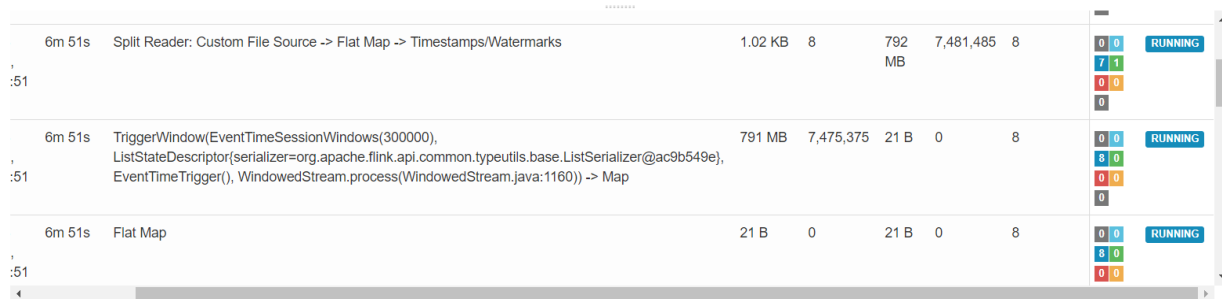 6m 51s Split Reader: Custom File Source -> Flat Map -> Timestamps/Watermarks 1.02 KB 8 792 MB 7,481,485 8 0 0 RUNNING
, 7 1
:51 0 0
0
6m 51s TriggerWindow(EventTimeSessionWindows(300000), 791 MB 7,475,375 21 B 0 8 0 0 RUNNING
, ListStateDescriptor{serializer=org.apache.flink.api.common.typeutils.base.ListSerializer@ac9b549e}, 8 0
:51 EventTimeTrigger(), WindowedStream.process(WindowedStream.java:1160)) -> Map 0 0
0
6m 51s Flat Map 21 B 0 21 B 0 8 0 0 RUNNING
, 8 0
:51 0 0